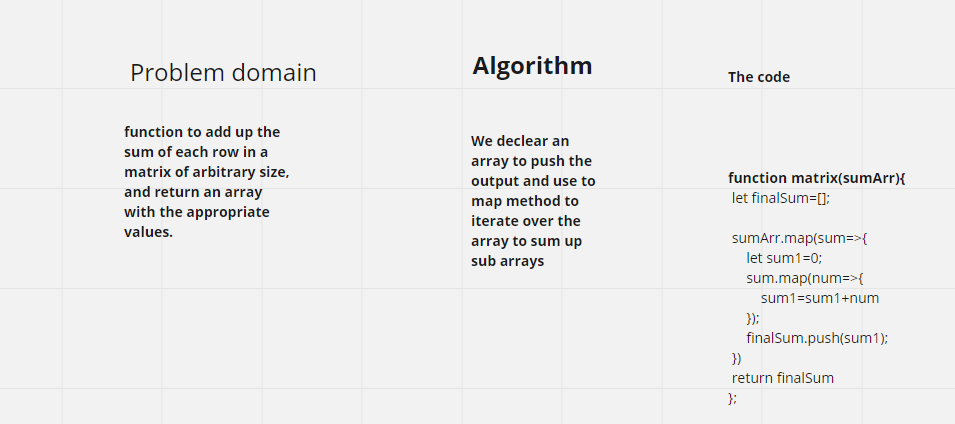 Problem domain
function to add up the
sum of each row in a
matrix of arbitrary size,
and return an array
with the appropriate
values.
Algorithm
We declear an
array to push the
output and use to
map method to
iterate over the
array to sum up
sub arrays
The code
function matrix(sumArr){
let finalSum=[];
sumArr.map(sum=>{
let sum1=0;
sum.map(num=>{
sum1=sum1+num
});
finalSum.push(sum1);
})
return finalSum
};